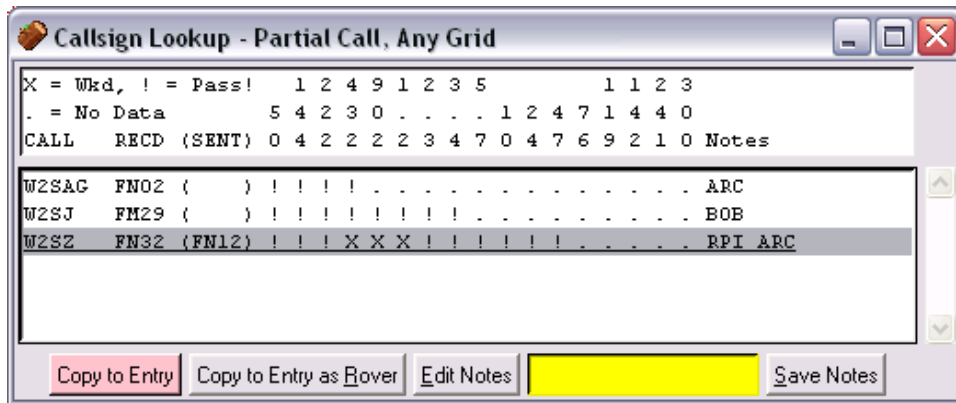 Callsign Lookup - Partial Call, Any Grid
X = Wkd, ! = Pass! 1 2 4 9 1 2 3 5 1 1 2 3
. = No Data 5 4 2 3 0 . . . . 1 2 4 7 1 4 4 0
CALL RECD (SENT) 0 4 2 2 2 2 3 4 7 0 4 7 6 9 2 1 0 Notes
W2SAG FN02 ( ) ! ! ! ! . . . . . . . . . . . . . ARC
W2SJ FM29 ( ) ! ! ! ! ! ! ! ! . . . . . . . . . BOB
W2SZ FN32 (FN12) ! ! ! X X X ! ! ! ! ! ! . . . . . RPI ARC
Copy to Entry Copy to Entry as Rover Edit Notes Save Notes